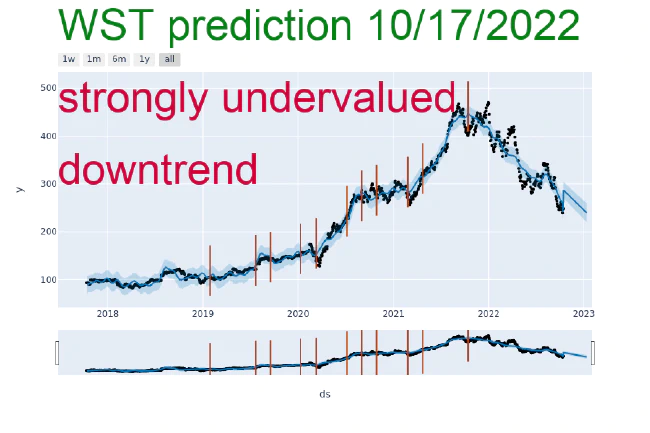 WST prediction 10/17/2022
1w 1m 6m 1y all
500
strongly undervalued
400
downtrend
300
y
200
100
2018 2019 2020 2021 2022 2023
ds